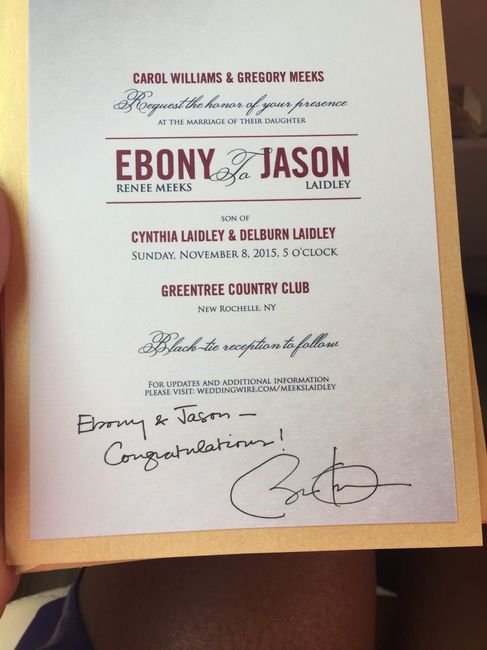 CAROL WILLIAMS & GREGORY MEEKS
Request the honor of your presence
AT THE MARRIAGE OF THEIR DAUGHTER
EBONY To JASON
RENEE MEEKS LAIDLEY
SON OF
CYNTHIA LAIDLEY & DELBURN LAIDLEY
SUNDAY, NOVEMBER 8, 2015, 5 O'CLOCK
GREENTREE COUNTRY CLUB
NEW ROCHELLE, NY
Black-tie reception to follow
FOR UPDATES AND ADDITIONAL INFORMATION
PLEASE VISIT: WEDDINGWIRE.COM/MEEKSLAIDLEY
Ebony & Jason —
Congratulations!